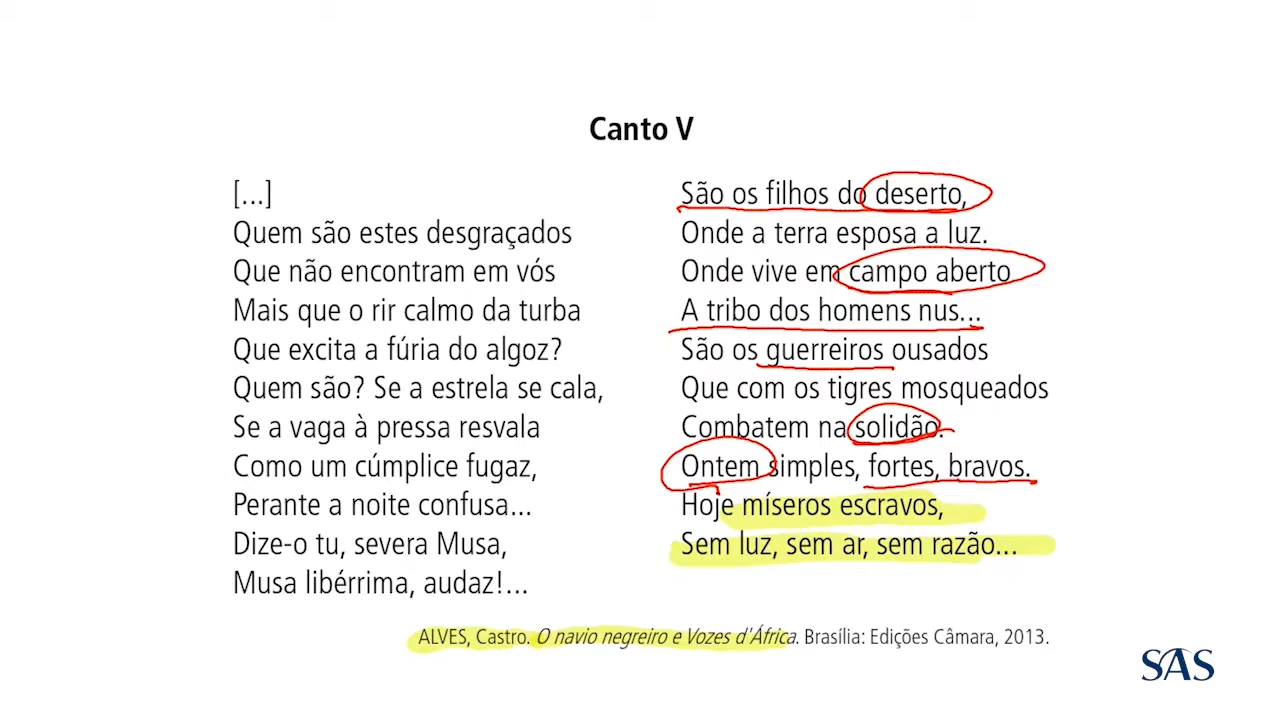 Canto V
[...]
Quem são estes desgraçados
Que não encontram em vós
Mais que o rir calmo da turba
Que excita a fúria do algoz?
Quem são? Se a estrela se cala,
Se a vaga à pressa resvala
Como um cúmplice fugaz,
Perante a noite confusa...
Dize-o tu, severa Musa,
Musa libérrima, audaz!...
São os filhos do deserto,
Onde a terra esposa a luz.
Onde vive em campo aberto
A tribo dos homens nus...
São os guerreiros ousados
Que com os tigres mosqueados
Combatem na solidão.
Ontem simples, fortes, bravos.
Hoje míseros escravos,
Sem luz, sem ar, sem razão...
ALVES, Castro. O navio negreiro e Vozes d'África. Brasília: Edições Câmara, 2013.
SAS